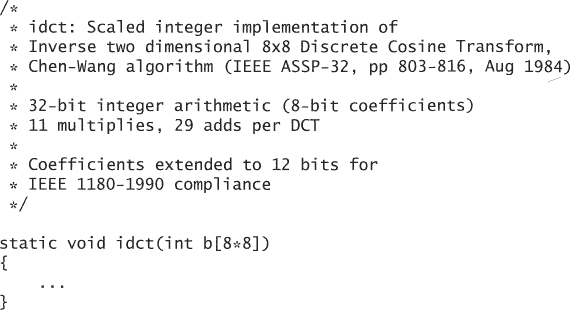 /*
 * idct: Scaled integer implementation of
 * Inverse two dimensional 8x8 Discrete Cosine Transform,
 * Chen-Wang algorithm (IEEE ASSP-32, pp 803-816, Aug 1984)
 *
 * 32-bit integer arithmetic (8-bit coefficients)
 * 11 multiplies, 29 adds per DCT
 *
 * Coefficients extended to 12 bits for
 * IEEE 1180-1990 compliance
 */
static void idct(int b[8*8])
{
    ...
}